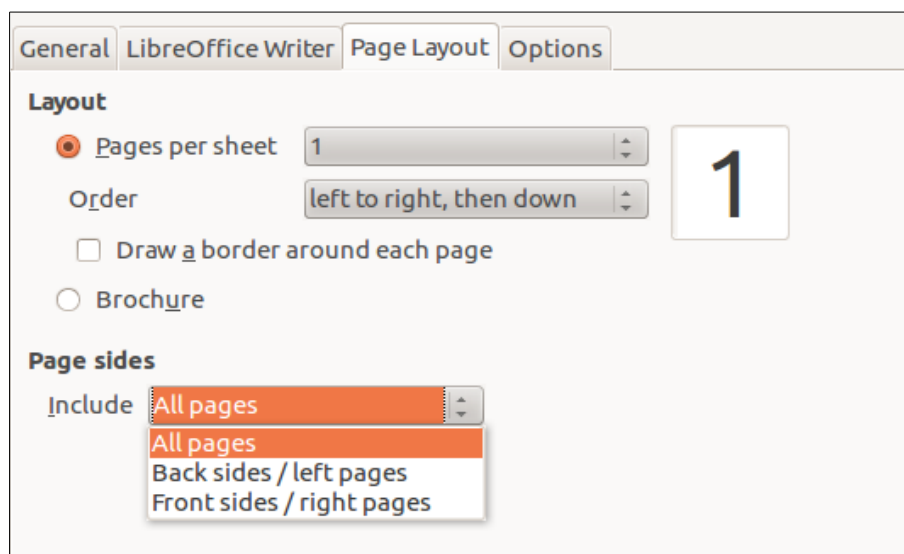 General LibreOffice Writer Page Layout Options
Layout
Pages per sheet 1
1
Order left to right, then down
Draw a border around each page
Brochure
Page sides
Include All pages
All pages
Back sides / left pages
Front sides / right pages